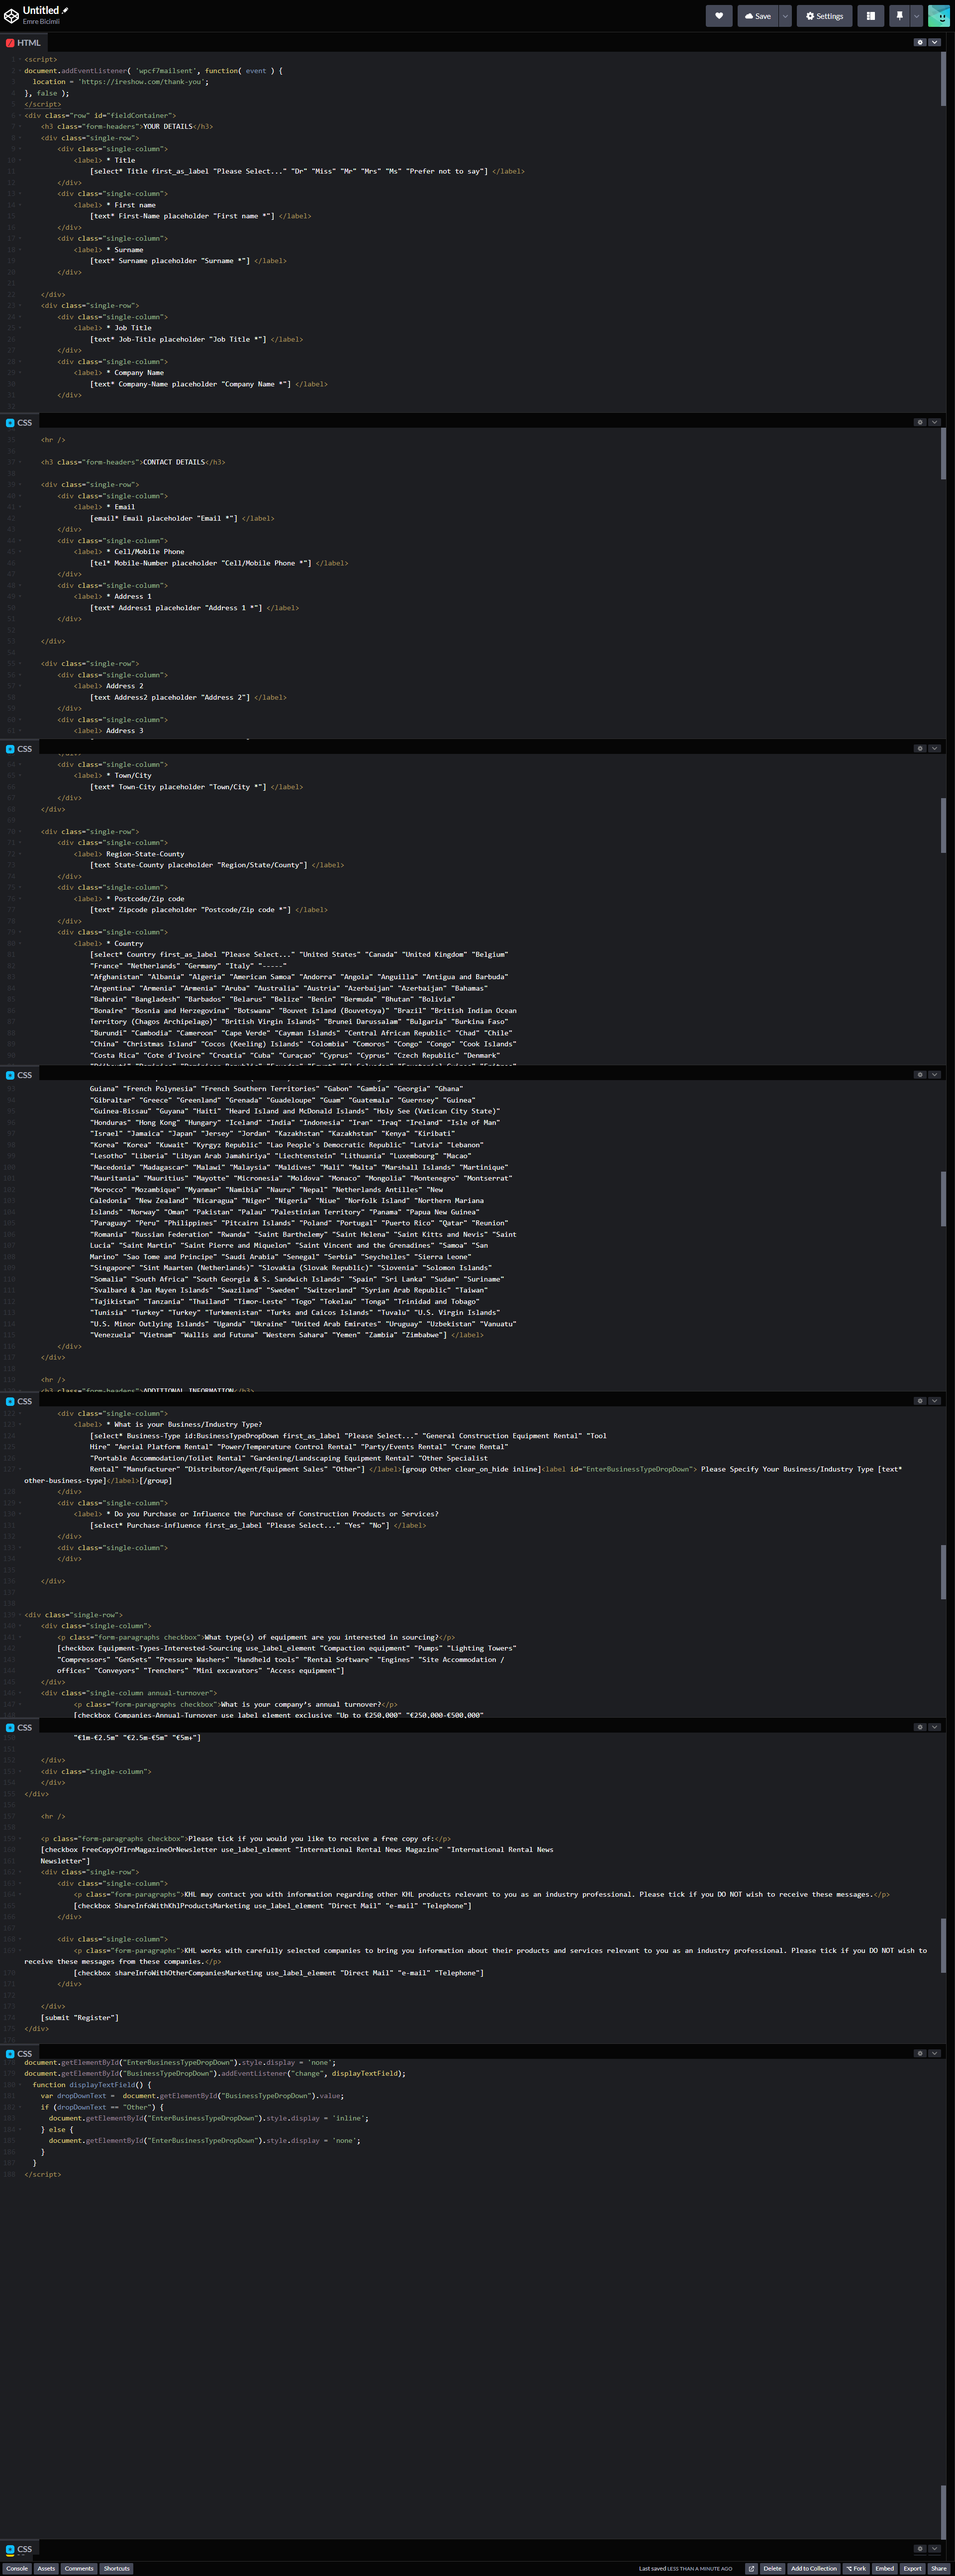 Untitled
Emre Bicimli
Save
Settings
HTML
<script>
document.addEventListener( 'wpcf7mailsent', function( event ) {
location = 'https://ireshow.com/thank-you';
}, false );
</script>
<div class="row" id="fieldContainer">
<h3 class="form-headers">YOUR DETAILS</h3>
<div class="single-row">
<div class="single-column">
<label> * Title
[select* Title first_as_label "Please Select..." "Dr" "Miss" "Mr" "Mrs" "Ms" "Prefer not to say"] </label>
</div>
<div class="single-column">
<label> * First name
[text* First-Name placeholder "First name *"] </label>
</div>
<div class="single-column">
<label> * Surname
[text* Surname placeholder "Surname *"] </label>
</div>
</div>
<div class="single-row">
<div class="single-column">
<label> * Job Title
[text* Job-Title placeholder "Job Title *"] </label>
</div>
<div class="single-column">
<label> * Company Name
[text* Company-Name placeholder "Company Name *"] </label>
</div>
CSS
<hr />
<h3 class="form-headers">CONTACT DETAILS</h3>
<div class="single-row">
<div class="single-column">
<label> * Email
[email* Email placeholder "Email *"] </label>
</div>
<div class="single-column">
<label> * Cell/Mobile Phone
[tel* Mobile-Number placeholder "Cell/Mobile Phone *"] </label>
</div>
<div class="single-column">
<label> * Address 1
[text* Address1 placeholder "Address 1 *"] </label>
</div>
</div>
<div class="single-row">
<div class="single-column">
<label> Address 2
[text Address2 placeholder "Address 2"] </label>
</div>
<div class="single-column">
<label> Address 3
CSS
</div>
<div class="single-column">
<label> * Town/City
[text* Town-City placeholder "Town/City *"] </label>
</div>
</div>
<div class="single-row">
<div class="single-column">
<label> Region-State-County
[text State-County placeholder "Region/State/County"] </label>
</div>
<div class="single-column">
<label> * Postcode/Zip code
[text* Zipcode placeholder "Postcode/Zip code *"] </label>
</div>
<div class="single-column">
<label> * Country
[select* Country first_as_label "Please Select..." "United States" "Canada" "United Kingdom" "Belgium"
"France" "Netherlands" "Germany" "Italy" "-----"
"Afghanistan" "Albania" "Algeria" "American Samoa" "Andorra" "Angola" "Anguilla" "Antigua and Barbuda"
"Argentina" "Armenia" "Armenia" "Aruba" "Australia" "Austria" "Azerbaijan" "Azerbaijan" "Bahamas"
"Bahrain" "Bangladesh" "Barbados" "Belarus" "Belize" "Benin" "Bermuda" "Bhutan" "Bolivia"
"Bonaire" "Bosnia and Herzegovina" "Botswana" "Bouvet Island (Bouvetoya)" "Brazil" "British Indian Ocean
Territory (Chagos Archipelago)" "British Virgin Islands" "Brunei Darussalam" "Bulgaria" "Burkina Faso"
"Burundi" "Cambodia" "Cameroon" "Cape Verde" "Cayman Islands" "Central African Republic" "Chad" "Chile"
"China" "Christmas Island" "Cocos (Keeling) Islands" "Colombia" "Comoros" "Congo" "Congo" "Cook Islands"
"Costa Rica" "Cote d'Ivoire" "Croatia" "Cuba" "Curaçao" "Cyprus" "Cyprus" "Czech Republic" "Denmark"
CSS
Guiana" "French Polynesia" "French Southern Territories" "Gabon" "Gambia" "Georgia" "Ghana"
"Gibraltar" "Greece" "Greenland" "Grenada" "Guadeloupe" "Guam" "Guatemala" "Guernsey" "Guinea"
"Guinea-Bissau" "Guyana" "Haiti" "Heard Island and McDonald Islands" "Holy See (Vatican City State)"
"Honduras" "Hong Kong" "Hungary" "Iceland" "India" "Indonesia" "Iran" "Iraq" "Ireland" "Isle of Man"
"Israel" "Jamaica" "Japan" "Jersey" "Jordan" "Kazakhstan" "Kazakhstan" "Kenya" "Kiribati"
"Korea" "Korea" "Kuwait" "Kyrgyz Republic" "Lao People's Democratic Republic" "Latvia" "Lebanon"
"Lesotho" "Liberia" "Libyan Arab Jamahiriya" "Liechtenstein" "Lithuania" "Luxembourg" "Macao"
"Macedonia" "Madagascar" "Malawi" "Malaysia" "Maldives" "Mali" "Malta" "Marshall Islands" "Martinique"
"Mauritania" "Mauritius" "Mayotte" "Micronesia" "Moldova" "Monaco" "Mongolia" "Montenegro" "Montserrat"
"Morocco" "Mozambique" "Myanmar" "Namibia" "Nauru" "Nepal" "Netherlands Antilles" "New
Caledonia" "New Zealand" "Nicaragua" "Niger" "Nigeria" "Niue" "Norfolk Island" "Northern Mariana
Islands" "Norway" "Oman" "Pakistan" "Palau" "Palestinian Territory" "Panama" "Papua New Guinea"
"Paraguay" "Peru" "Philippines" "Pitcairn Islands" "Poland" "Portugal" "Puerto Rico" "Qatar" "Reunion"
"Romania" "Russian Federation" "Rwanda" "Saint Barthelemy" "Saint Helena" "Saint Kitts and Nevis" "Saint
Lucia" "Saint Martin" "Saint Pierre and Miquelon" "Saint Vincent and the Grenadines" "Samoa" "San
Marino" "Sao Tome and Principe" "Saudi Arabia" "Senegal" "Serbia" "Seychelles" "Sierra Leone"
"Singapore" "Sint Maarten (Netherlands)" "Slovakia (Slovak Republic)" "Slovenia" "Solomon Islands"
"Somalia" "South Africa" "South Georgia & S. Sandwich Islands" "Spain" "Sri Lanka" "Sudan" "Suriname"
"Svalbard & Jan Mayen Islands" "Swaziland" "Sweden" "Switzerland" "Syrian Arab Republic" "Taiwan"
"Tajikistan" "Tanzania" "Thailand" "Timor-Leste" "Togo" "Tokelau" "Tonga" "Trinidad and Tobago"
"Tunisia" "Turkey" "Turkey" "Turkmenistan" "Turks and Caicos Islands" "Tuvalu" "U.S. Virgin Islands"
"U.S. Minor Outlying Islands" "Uganda" "Ukraine" "United Arab Emirates" "Uruguay" "Uzbekistan" "Vanuatu"
"Venezuela" "Vietnam" "Wallis and Futuna" "Western Sahara" "Yemen" "Zambia" "Zimbabwe"] </label>
</div>
</div>
<hr />
<h3 class="form-headers">ADDITIONAL INFORMATION</h3>
CSS
<div class="single-column">
<label> * What is your Business/Industry Type?
[select* Business-Type id:BusinessTypeDropDown first_as_label "Please Select..." "General Construction Equipment Rental" "Tool
Hire" "Aerial Platform Rental" "Power/Temperature Control Rental" "Party/Events Rental" "Crane Rental"
"Portable Accommodation/Toilet Rental" "Gardening/Landscaping Equipment Rental" "Other Specialist
Rental" "Manufacturer" "Distributor/Agent/Equipment Sales" "Other"] </label>[group Other clear_on_hide inline]<label id="EnterBusinessTypeDropDown"> Please Specify Your Business/Industry Type [text*
other-business-type]</label>[/group]
</div>
<div class="single-column">
<label> * Do you Purchase or Influence the Purchase of Construction Products or Services?
[select* Purchase-influence first_as_label "Please Select..." "Yes" "No"] </label>
</div>
<div class="single-column">
</div>
</div>
<div class="single-row">
<div class="single-column">
<p class="form-paragraphs checkbox">What type(s) of equipment are you interested in sourcing?</p>
[checkbox Equipment-Types-Interested-Sourcing use_label_element "Compaction equipment" "Pumps" "Lighting Towers"
"Compressors" "GenSets" "Pressure Washers" "Handheld tools" "Rental Software" "Engines" "Site Accommodation /
offices" "Conveyors" "Trenchers" "Mini excavators" "Access equipment"]
</div>
<div class="single-column annual-turnover">
<p class="form-paragraphs checkbox">What is your company's annual turnover?</p>
[checkbox Companies-Annual-Turnover use_label_element exclusive "Up to €250,000" "€250,000-€500,000"
CSS
"€1m-€2.5m" "€2.5m-€5m" "€5m+"]
</div>
<div class="single-column">
</div>
</div>
<hr />
<p class="form-paragraphs checkbox">Please tick if you would you like to receive a free copy of:</p>
[checkbox FreeCopyOfIrnMagazineOrNewsletter use_label_element "International Rental News Magazine" "International Rental News
Newsletter"]
<div class="single-row">
<div class="single-column">
<p class="form-paragraphs">KHL may contact you with information regarding other KHL products relevant to you as an industry professional. Please tick if you DO NOT wish to receive these messages.</p>
[checkbox ShareInfoWithKhlProductsMarketing use_label_element "Direct Mail" "e-mail" "Telephone"]
</div>
<div class="single-column">
<p class="form-paragraphs">KHL works with carefully selected companies to bring you information about their products and services relevant to you as an industry professional. Please tick if you DO NOT wish to
receive these messages from these companies.</p>
[checkbox shareInfoWithOtherCompaniesMarketing use_label_element "Direct Mail" "e-mail" "Telephone"]
</div>
</div>
[submit "Register"]
</div>
CSS
document.getElementById("EnterBusinessTypeDropDown").style.display = 'none';
document.getElementById("BusinessTypeDropDown").addEventListener("change", displayTextField);
function displayTextField() {
var dropDownText = document.getElementById("BusinessTypeDropDown").value;
if (dropDownText == "Other") {
document.getElementById("EnterBusinessTypeDropDown").style.display = 'inline';
} else {
document.getElementById("EnterBusinessTypeDropDown").style.display = 'none';
}
}
</script>
CSS
Console
Assets
Comments
Shortcuts
Last saved LESS THAN A MINUTE AGO
Delete
Add to Collection
Fork
Embed
Export
Share